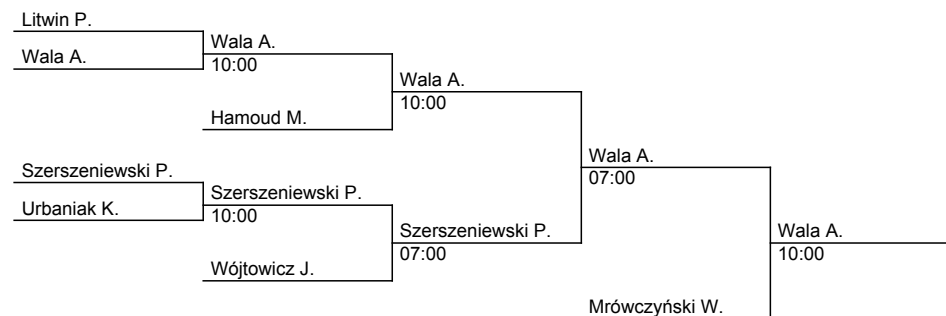 Litwin P.
Wala A.
Wala A.
10:00
Wala A.
10:00
Hamoud M.
Wala A.
07:00
Szerszeniewski P.
Szerszeniewski P.
Urbaniak K.
10:00
Szerszeniewski P.
07:00
Wala A.
10:00
Wójtowicz J.
Mrówczyński W.